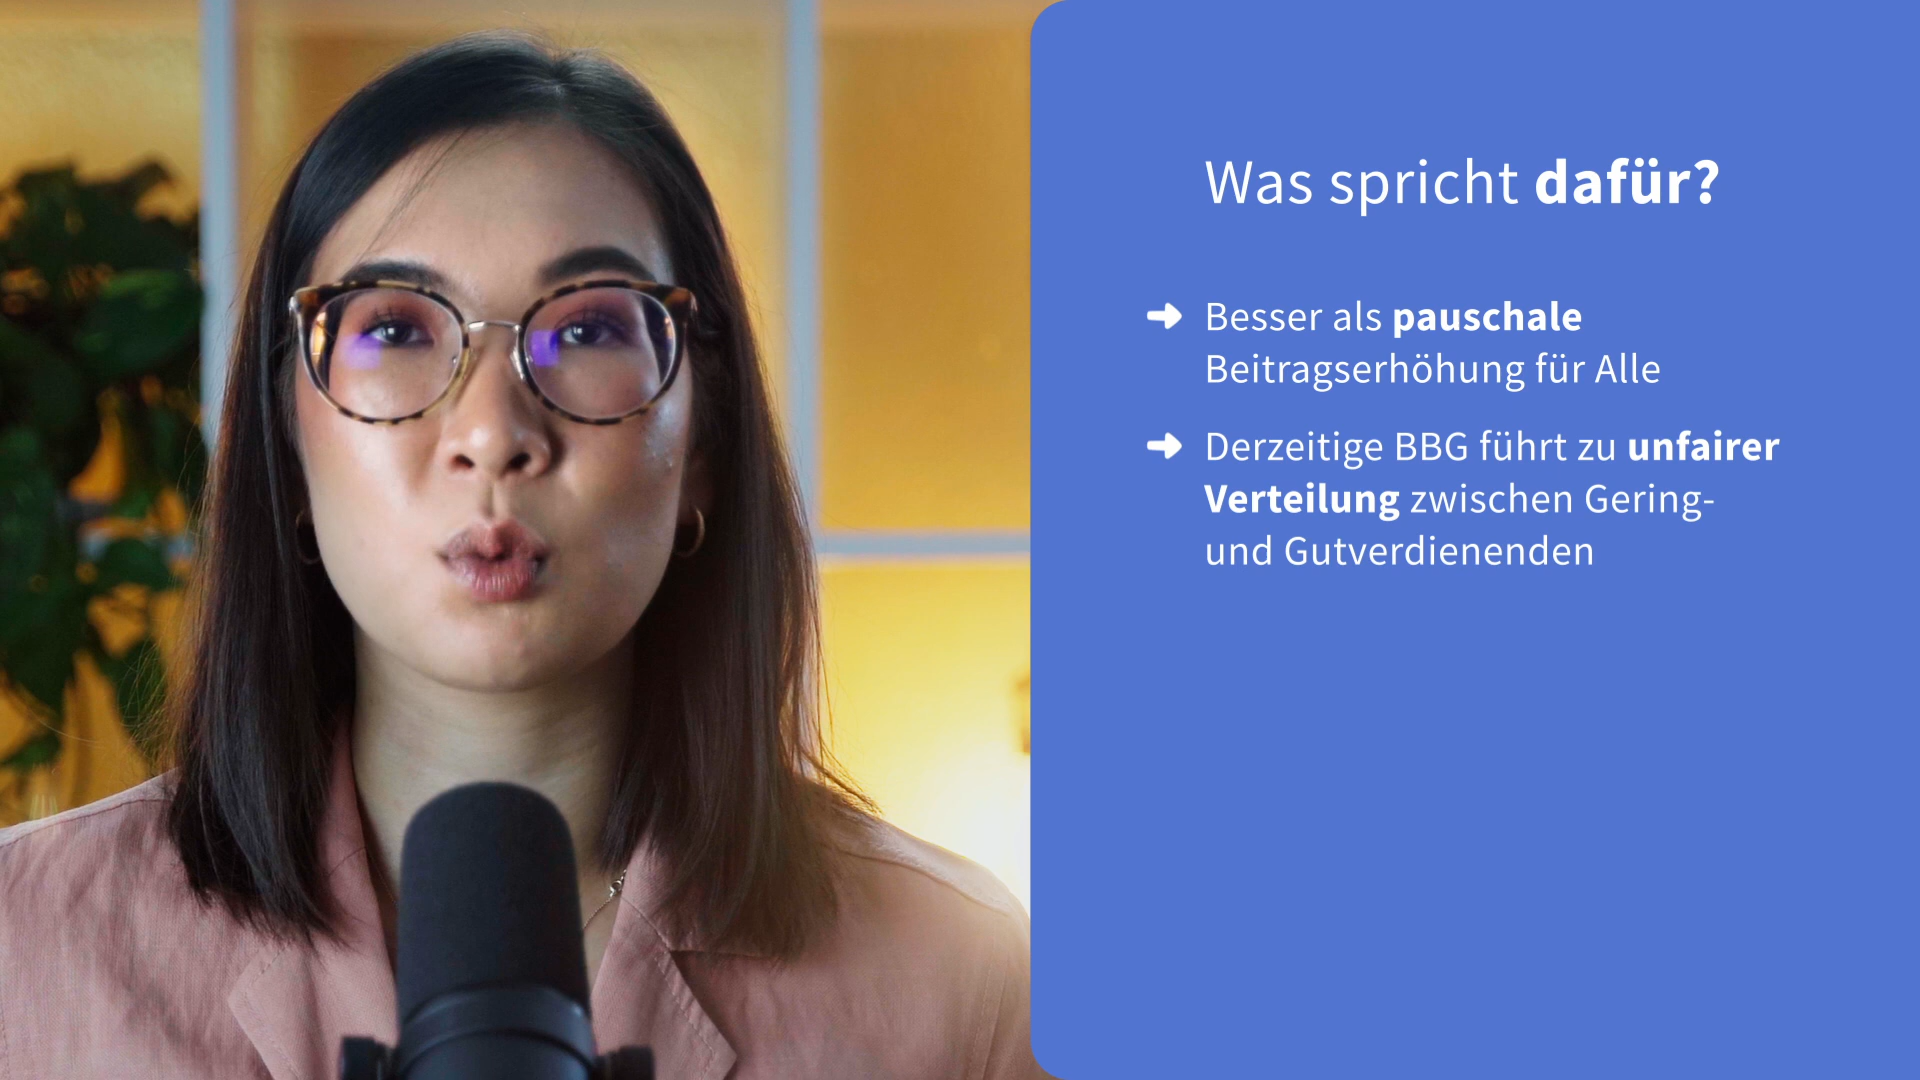 Was spricht dafür?
Besser als pauschale
Beitragserhöhung für Alle
Derzeitige BBG führt zu unfairer
Verteilung zwischen Gering-
und Gutverdienenden